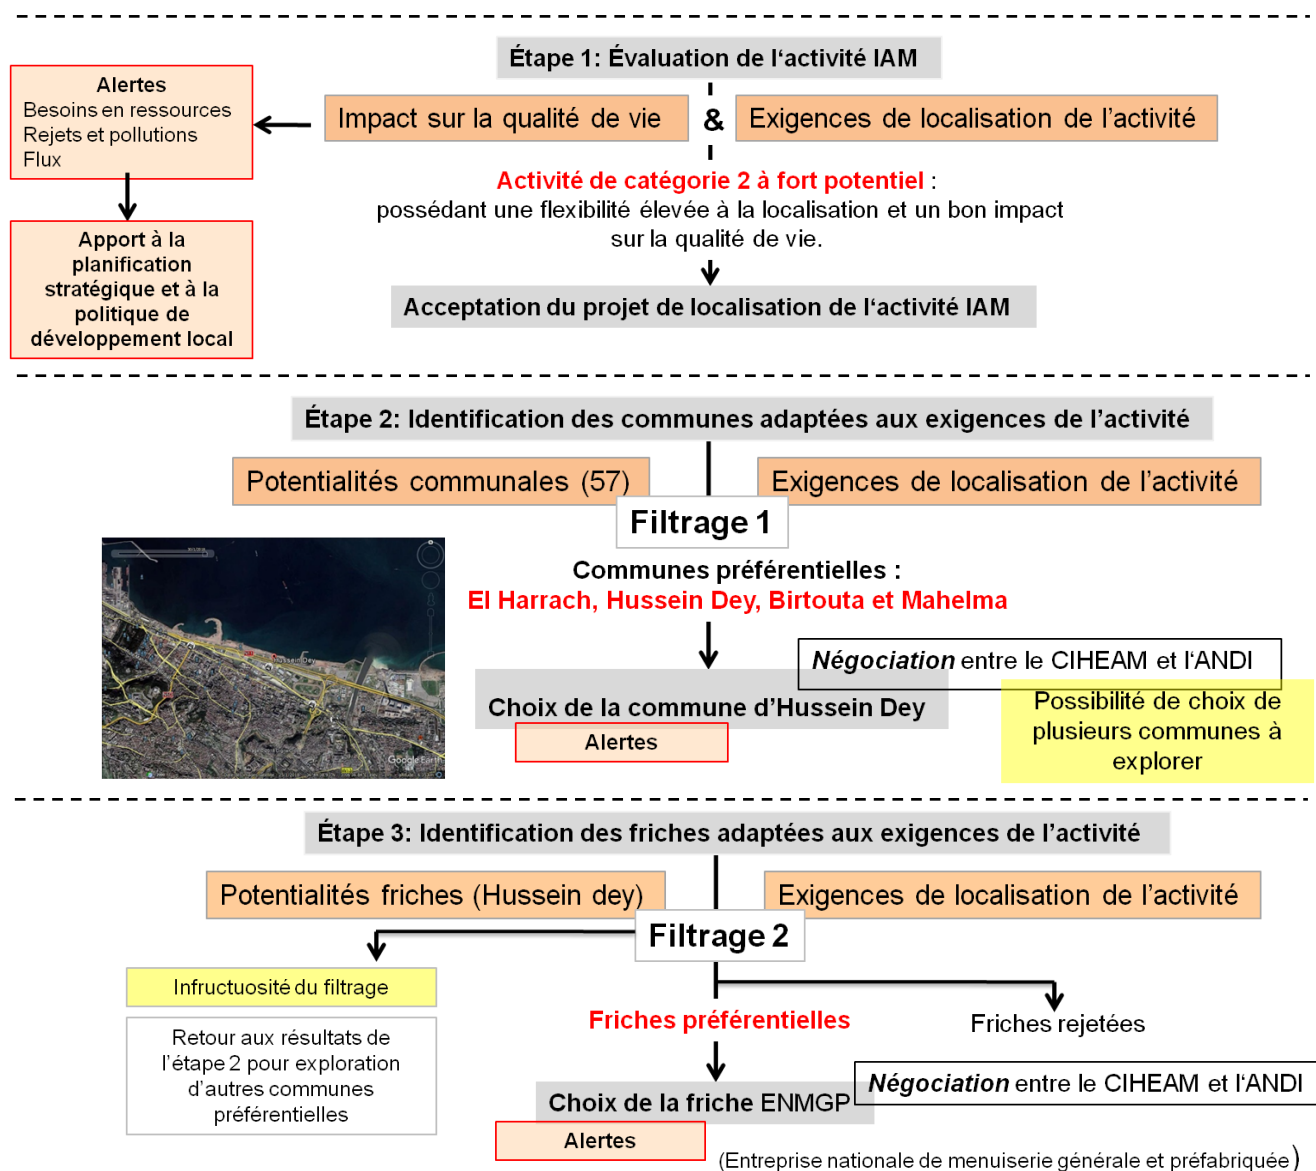 Étape 1: Évaluation de l‘activité IAM
Alertes
Besoins en ressources
Rejets et pollutions
Flux
Impact sur la qualité de vie
&
Exigences de localisation de l’activité
Activité de catégorie 2 à fort potentiel :
possédant une flexibilité élevée à la localisation et un bon impact
sur la qualité de vie.
Apport à la
planification
stratégique et à la
politique de
développement local
Acceptation du projet de localisation de l‘activité IAM
Étape 2: Identification des communes adaptées aux exigences de l’activité
Potentialités communales (57)
Exigences de localisation de l’activité
Filtrage 1
Communes préférentielles :
El Harrach, Hussein Dey, Birtouta et Mahelma
Hussein Dey
Google Earth
Négociation entre le CIHEAM et l‘ANDI
Choix de la commune d’Hussein Dey
Alertes
Possibilité de choix de
plusieurs communes à
explorer
Étape 3: Identification des friches adaptées aux exigences de l’activité
Potentialités friches (Hussein dey)
Exigences de localisation de l’activité
Filtrage 2
Infructuosité du filtrage
Retour aux résultats de
l’étape 2 pour exploration
d’autres communes
préférentielles
Friches préférentielles
Friches rejetées
Négociation entre le CIHEAM et l‘ANDI
Choix de la friche ENMGP
Alertes
(Entreprise nationale de menuiserie générale et préfabriquée)